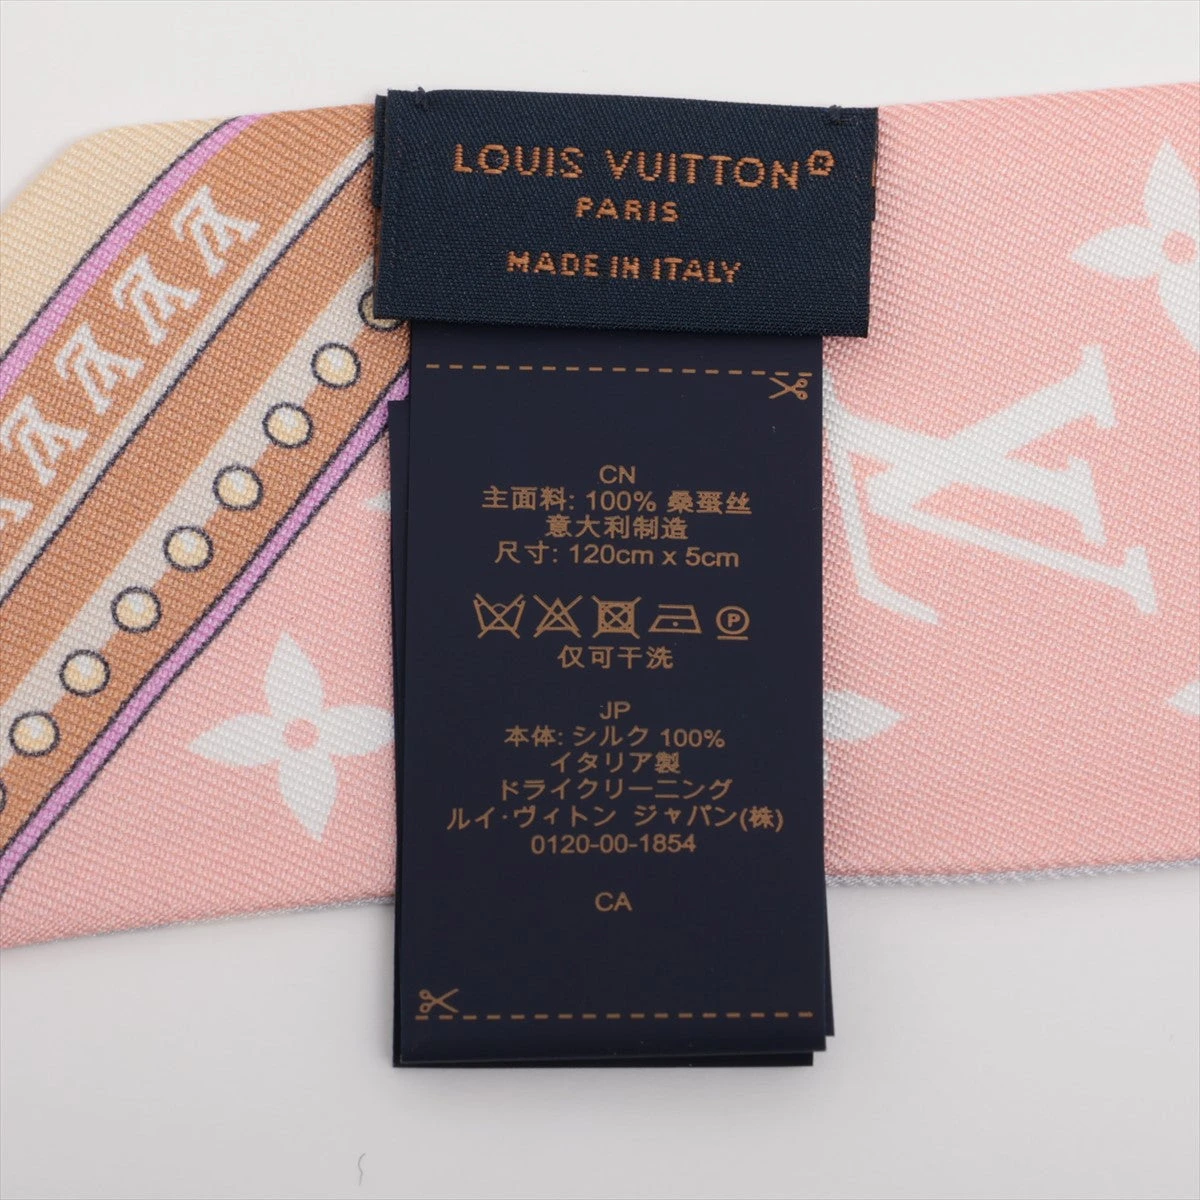 LOUIS VUITTON®
PARIS
MADE IN ITALY
CN
主面料: 100% 桑蚕丝
意大利制造
尺寸: 120cm x 5cm
P
仅可干洗
JP
本体: シルク 100%
イタリア製
ドライクリーニング
ルイ・ヴィトン ジャパン(株)
0120-00-1854
CA